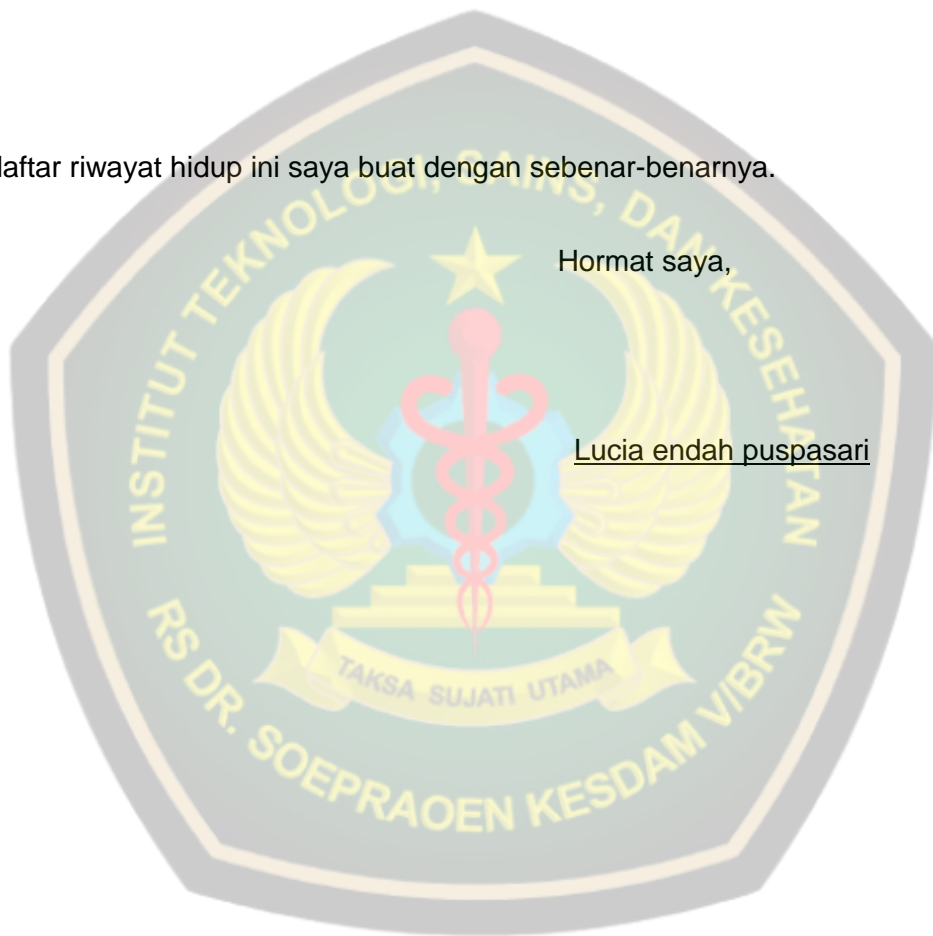 daftar riwayat hidup ini saya buat dengan sebenar-benarnya.
Hormat saya,
Lucia endah puspasari
INSTITUT TEKNOLOGI, SAINS, DAN KESEHATAN
TAKSA SUJATI UTAMA
RS DR. SOEPRAOEN KESDAM V/BRW